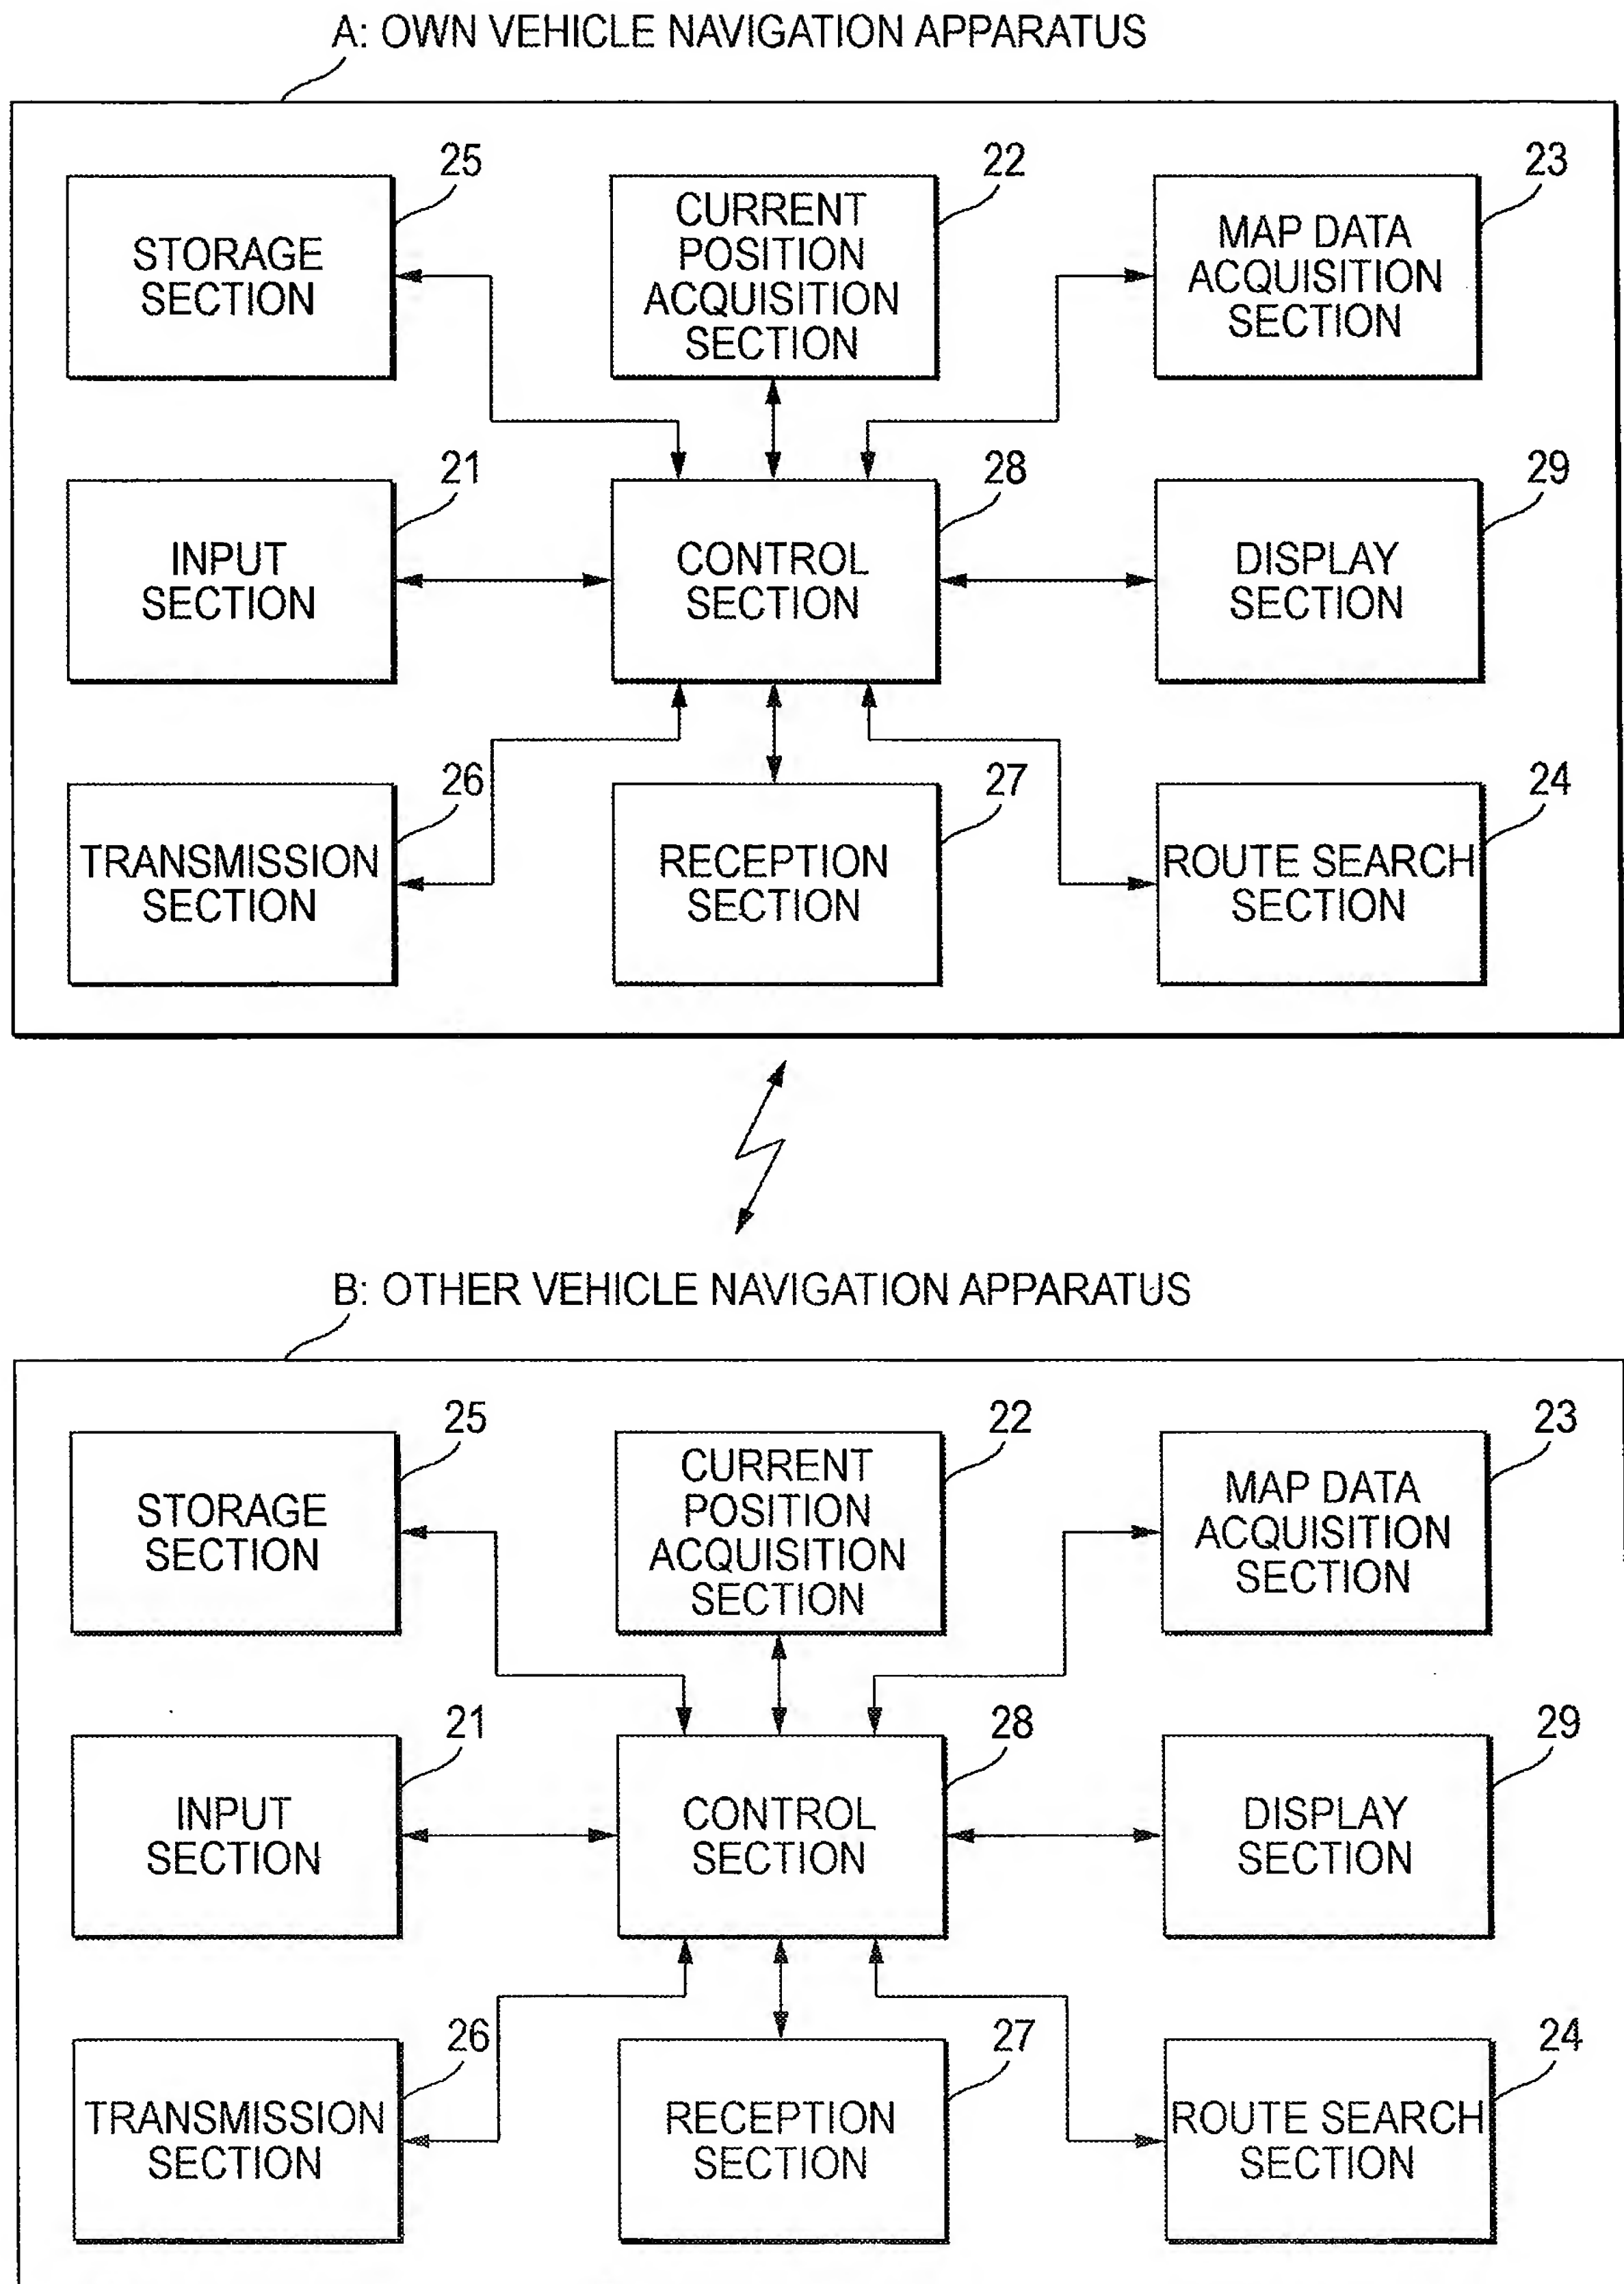 A: OWN VEHICLE NAVIGATION APPARATUS
25
22
23
STORAGE
SECTION
CURRENT
POSITION
ACQUISITION
SECTION
MAP DATA
ACQUISITION
SECTION
21
28
29
INPUT
SECTION
CONTROL
SECTION
DISPLAY
SECTION
26
27
24
TRANSMISSION
SECTION
RECEPTION
SECTION
ROUTE SEARCH
SECTION
B: OTHER VEHICLE NAVIGATION APPARATUS
25
22
23
STORAGE
SECTION
CURRENT
POSITION
ACQUISITION
SECTION
MAP DATA
ACQUISITION
SECTION
21
28
29
INPUT
SECTION
CONTROL
SECTION
DISPLAY
SECTION
26
27
24
TRANSMISSION
SECTION
RECEPTION
SECTION
ROUTE SEARCH
SECTION